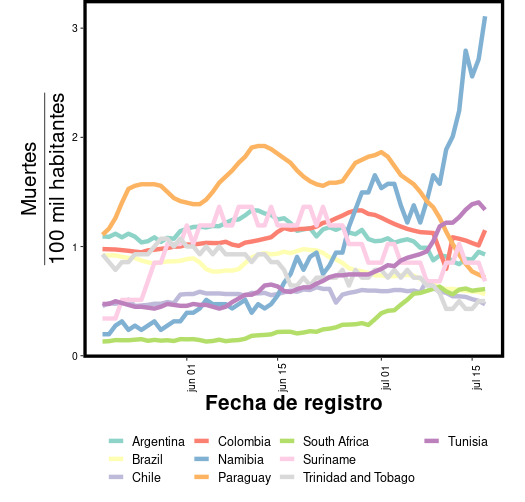 Muertes
100 mil habitantes
3
2
1
0
jun 01
jun 15
jul 01
jul 15
Fecha de registro
Argentina Colombia South Africa Tunisia
Brazil Namibia Suriname
Chile Paraguay Trinidad and Tobago